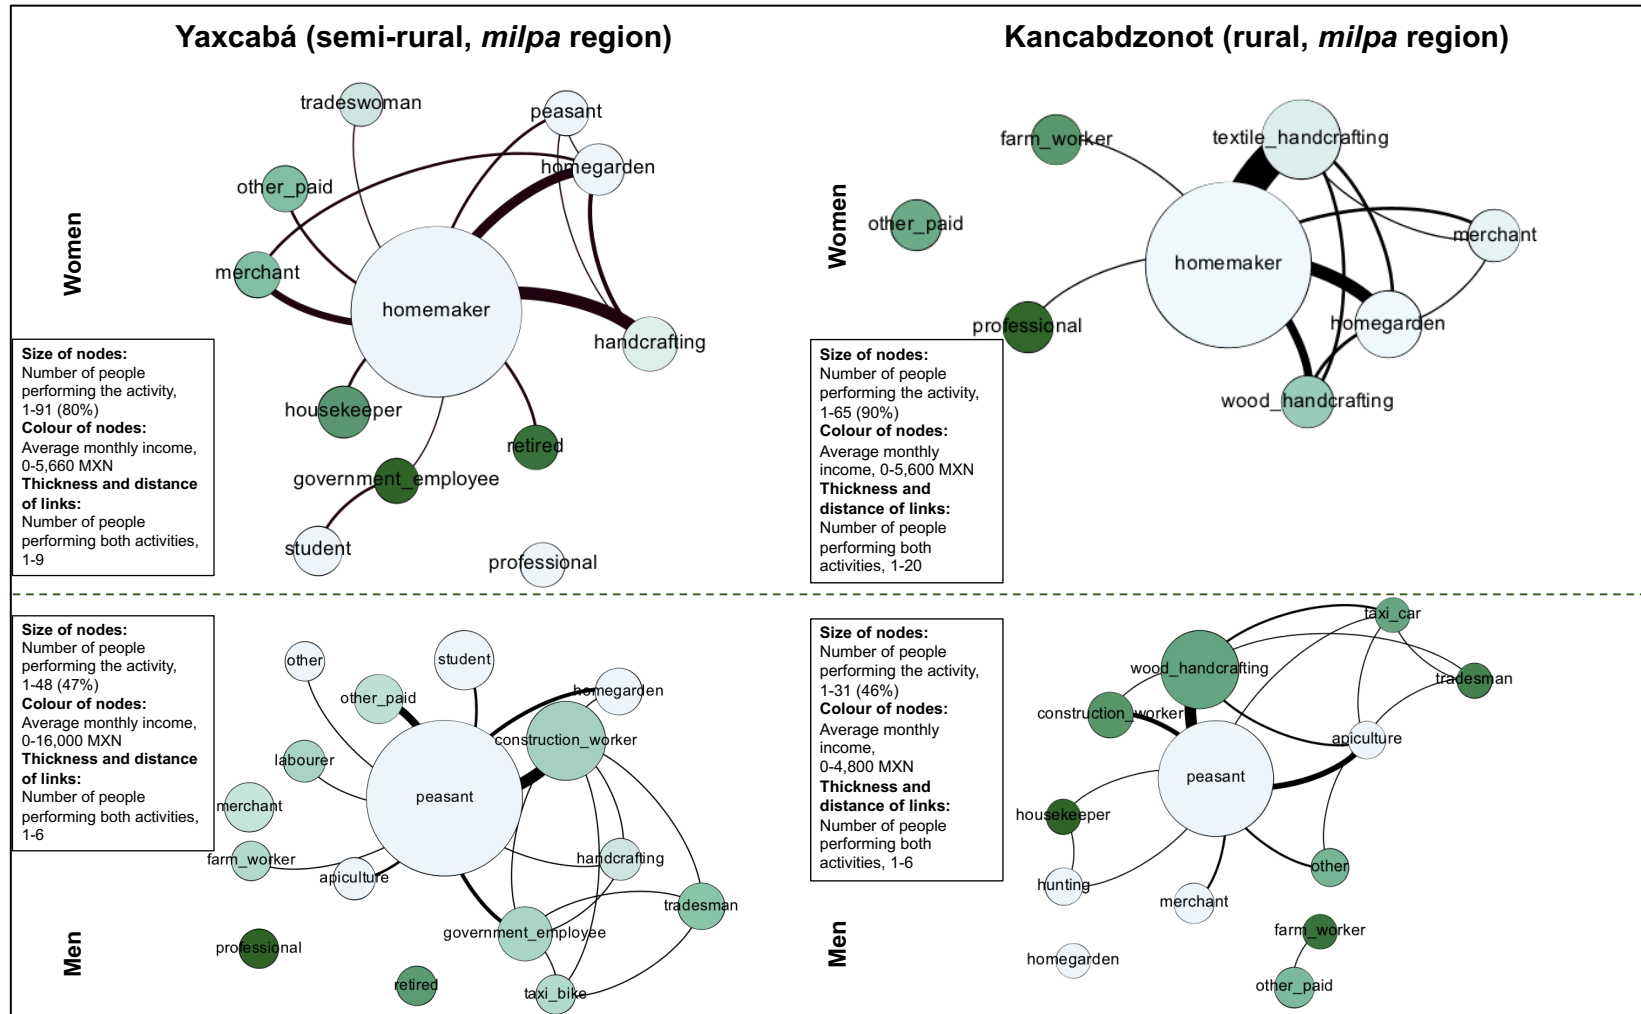 Yaxcabá (semi-rural, milpa region)
Women
tradeswoman
peasant
homegarden
other_paid
merchant
homemaker
handcrafting
housekeeper
retired
government_employee
student
professional
Size of nodes:
Number of people
performing the activity,
1-91 (80%)
Colour of nodes:
Average monthly income,
0-5,660 MXN
Thickness and distance
of links:
Number of people
performing both activities,
1-9
Kancabdzonot (rural, milpa region)
Women
farm_worker
textile_handcrafting
other_paid
merchant
homemaker
professional
homegarden
wood_handcrafting
Size of nodes:
Number of people
performing the activity,
1-65 (90%)
Colour of nodes:
Average monthly
income, 0-5,600 MXN
Thickness and
distance of links:
Number of people
performing both
activities, 1-20
Men
Size of nodes:
Number of people
performing the activity,
1-48 (47%)
Colour of nodes:
Average monthly income,
0-16,000 MXN
Thickness and distance
of links:
Number of people
performing both activities,
1-6
other
student
other_paid
homegarden
construction_worker
labourer
peasant
merchant
farm_worker
apiculture
handcrafting
tradesman
government_employee
professional
retired
taxi_bike
Men
Size of nodes:
Number of people
performing the activity,
1-31 (46%)
Colour of nodes:
Average monthly
income,
0-4,800 MXN
Thickness and
distance of links:
Number of people
performing both
activities, 1-6
taxi_car
wood_handcrafting
tradesman
construction_worker
apiculture
peasant
housekeeper
other
hunting
merchant
farm_worker
homegarden
other_paid